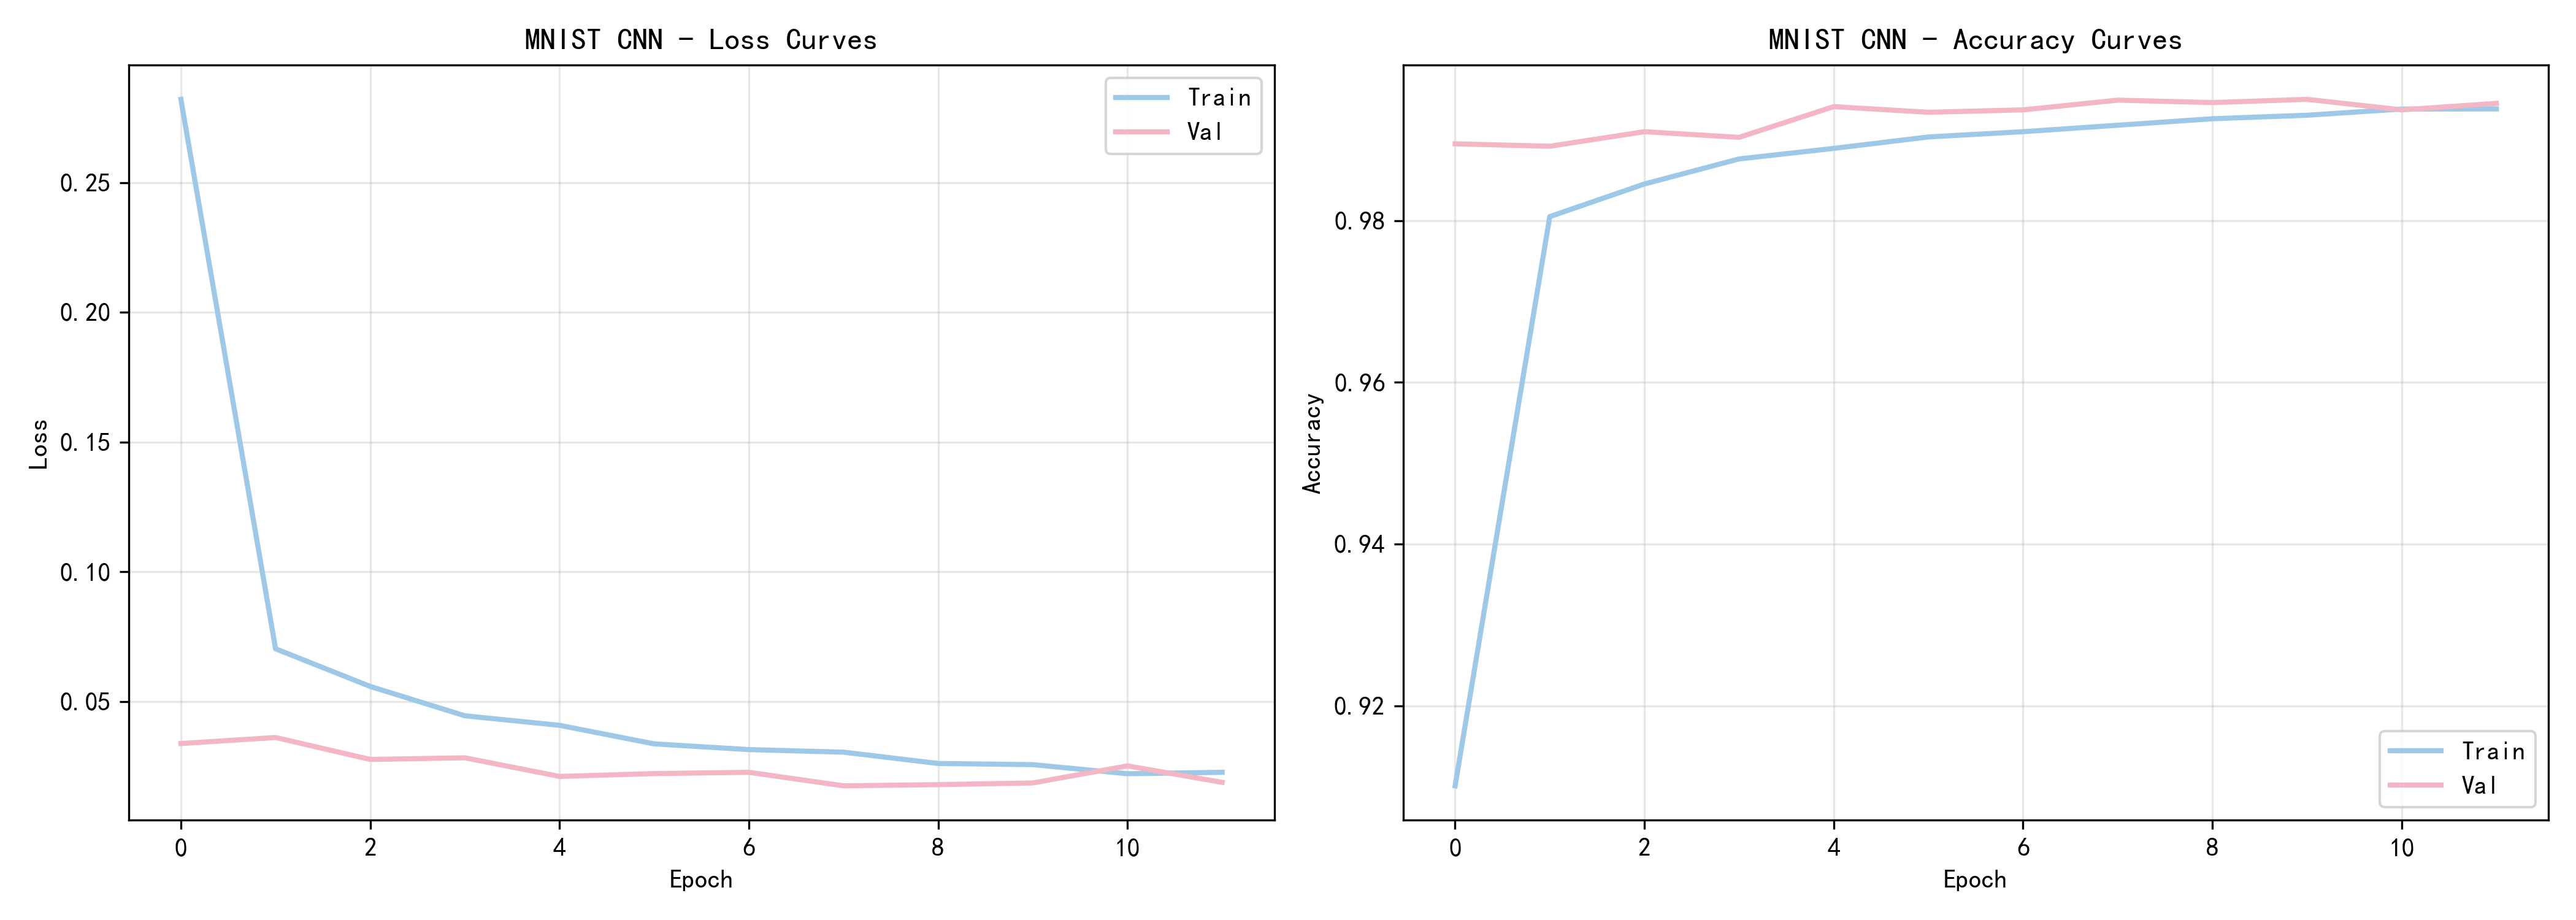 MNIST CNN - Loss Curves
Train
Val
0.25
0.20
0.15
0.10
0.05
Loss
0 2 4 6 8 10
Epoch
MNIST CNN - Accuracy Curves
0.98
0.96
0.94
0.92
Accuracy
Train
Val
0 2 4 6 8 10
Epoch